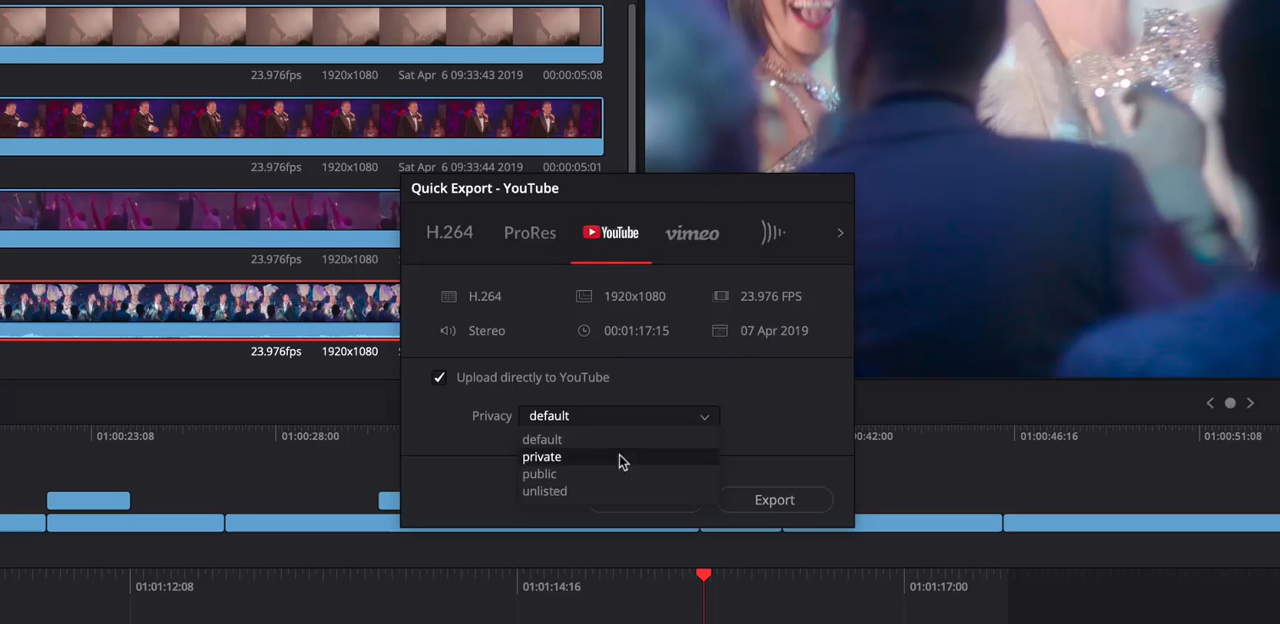 23.976fps 1920x1080 Sat Apr 6 09:33:43 2019 00:00:05:08
23.976fps 1920x1080 Sat Apr 6 09:33:44 2019 00:00:05:01
23.976fps 1920x1080
23.976fps 1920x1080
Quick Export - YouTube
H.264 ProRes YouTube vimeo
H.264 1920x1080 23.976 FPS
Stereo 00:01:17:15 07 Apr 2019
Upload directly to YouTube
Privacy default
default
private
public
unlisted
Export
01:00:23:08 01:00:28:00 00:42:00 01:00:46:16 01:00:51:08
01:01:12:08 01:01:14:16 01:01:17:00